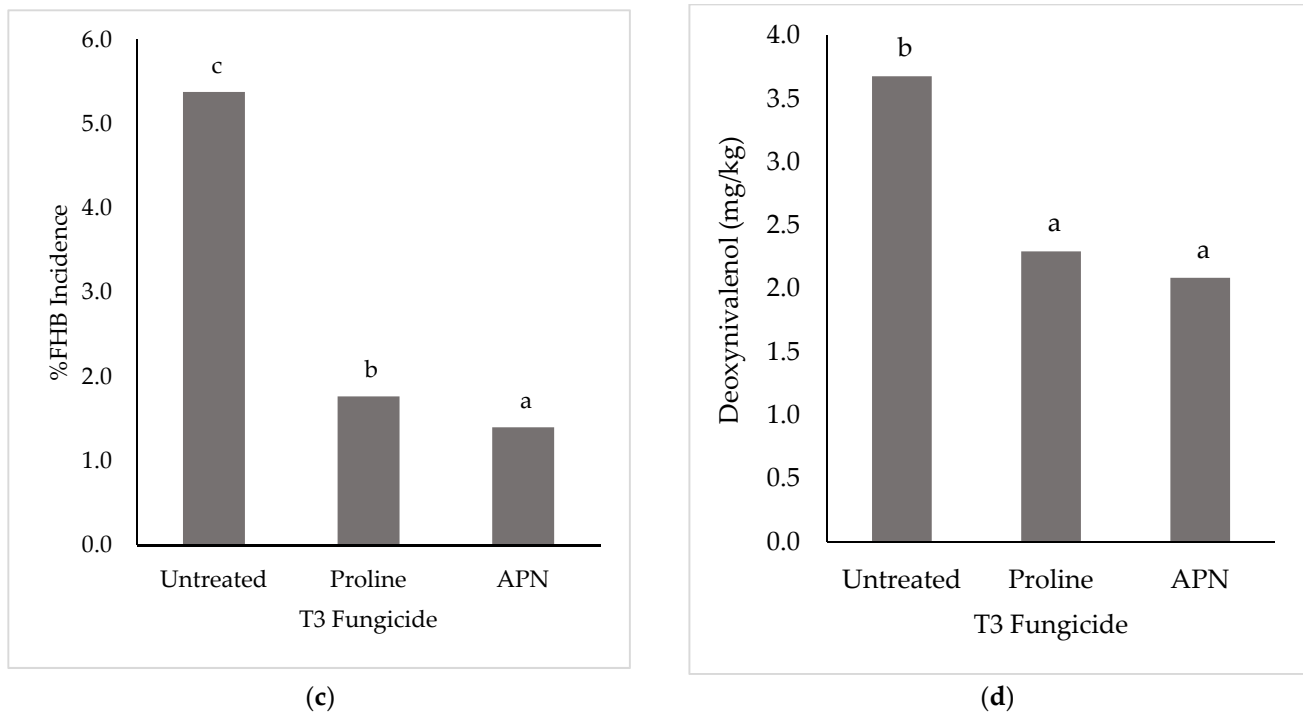 6.0
5.0
4.0
3.0
2.0
1.0
0.0
%FHB Incidence
c
b
a
Untreated Proline APN
T3 Fungicide
(c)
4.0
3.5
3.0
2.5
2.0
1.5
1.0
0.5
0.0
Deoxynivalenol (mg/kg)
b
a
a
Untreated Proline APN
T3 Fungicide
(d)